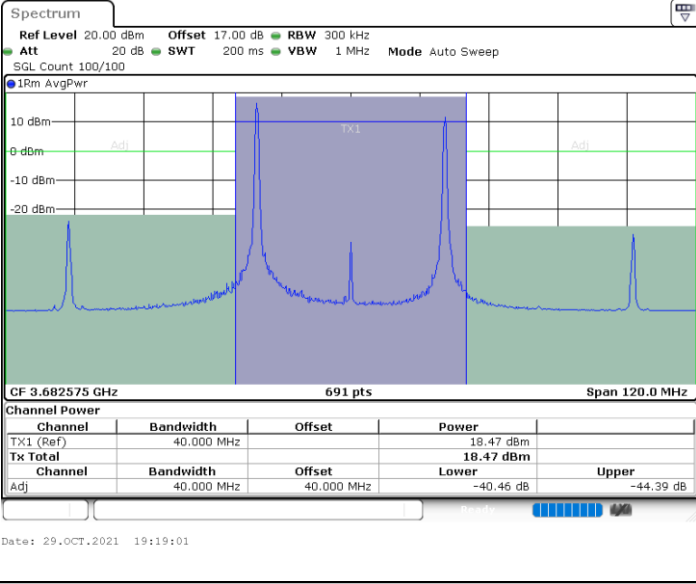 Spectrum
Ref Level 20.00 dBm Offset 17.00 dB RBW 300 kHz
Att 20 dB SWT 200 ms VBW 1 MHz Mode Auto Sweep
SGL Count 100/100
1Rm AvgPwr
10 dBm
TX1
Adj
Adj
0 dBm
-10 dBm
-20 dBm
CF 3.682575 GHz 691 pts Span 120.0 MHz
Channel Power
Channel Bandwidth Offset Power
TX1 (Ref) 40.000 MHz 18.47 dBm
Tx Total 18.47 dBm
Channel Bandwidth Offset Lower Upper
Adj 40.000 MHz 40.000 MHz -40.46 dB -44.39 dB
Ready
Date: 29.OCT.2021 19:19:01